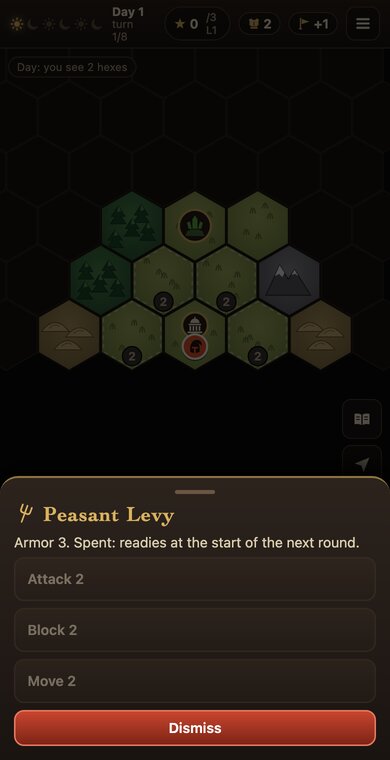 Day 1
turn
1/8
0
/3
L1
2
+1
Day: you see 2 hexes
2
2
2
2
Peasant Levy
Armor 3. Spent: readies at the start of the next round.
Attack 2
Block 2
Move 2
Dismiss